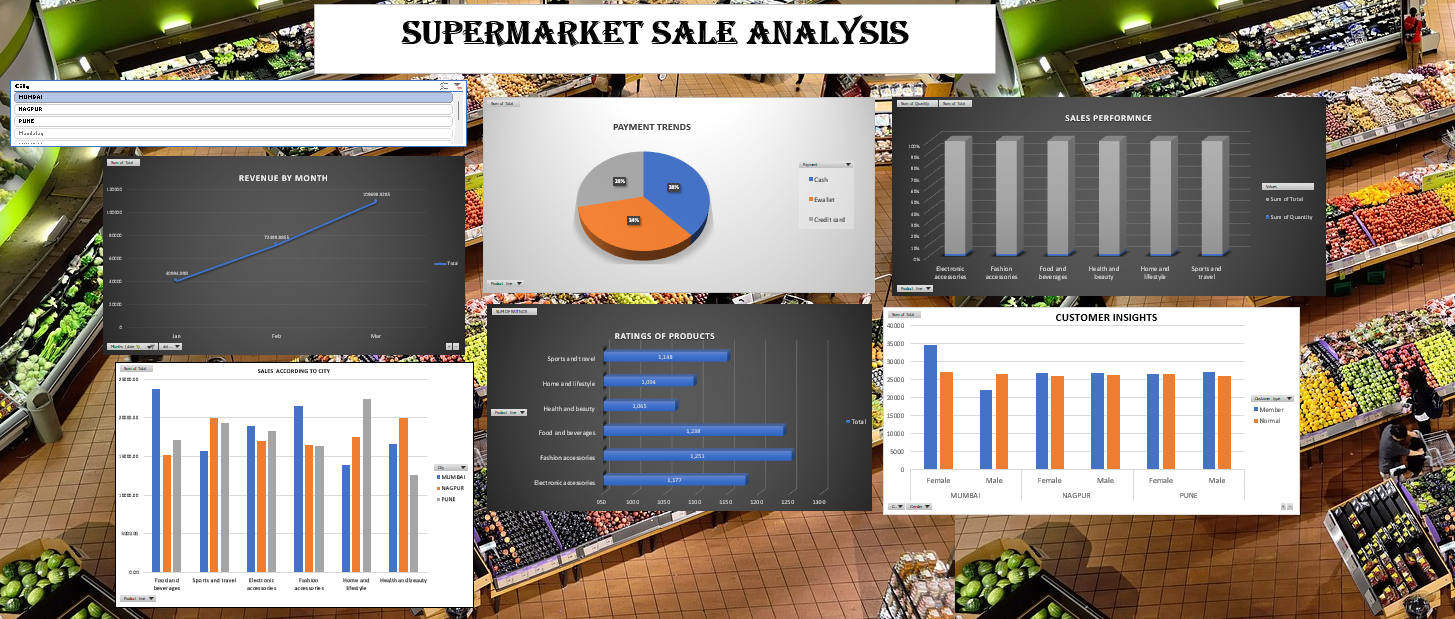 SUPERMARKET SALE ANALYSIS
City
MUMBAI
NAGPUR
PUNE
Mandalay
Sum of Total
REVENUE BY MONTH
120000
100000
80000
60000
40000
20000
0
109698.8285
Jan
Feb
Mar
Total
Sum of Total
PAYMENT TRENDS
38%
34%
28%
Payment
Cash
Ewallet
Credit card
Product line
Sum of Quantity
Sum of Total
SALES PERFORMNCE
100%
90%
80%
70%
60%
50%
40%
30%
20%
10%
0%
Electronic accessories
Fashion accessories
Food and beverages
Health and beauty
Home and lifestyle
Sports and travel
Values
Sum of Total
Sum of Quantity
Product line
Sum of Total
SALES ACCORDING TO CITY
25000.00
20000.00
15000.00
10000.00
5000.00
0.00
Food and beverages
Sports and travel
Electronic accessories
Fashion accessories
Home and lifestyle
Health and beauty
City
MUMBAI
NAGPUR
PUNE
Product line
SUM OF RATINGS
RATINGS OF PRODUCTS
Sports and travel
1,148
Home and lifestyle
1,094
Health and beauty
1,065
Food and beverages
1,238
Fashion accessories
1,251
Electronic accessories
1,177
950
1000
1050
1100
1150
1200
1250
1300
Product line
Total
Sum of Total
CUSTOMER INSIGHTS
40000
35000
30000
25000
20000
15000
10000
5000
0
Female
Male
Female
Male
Female
Male
MUMBAI
NAGPUR
PUNE
Customer type
Member
Normal
Gender